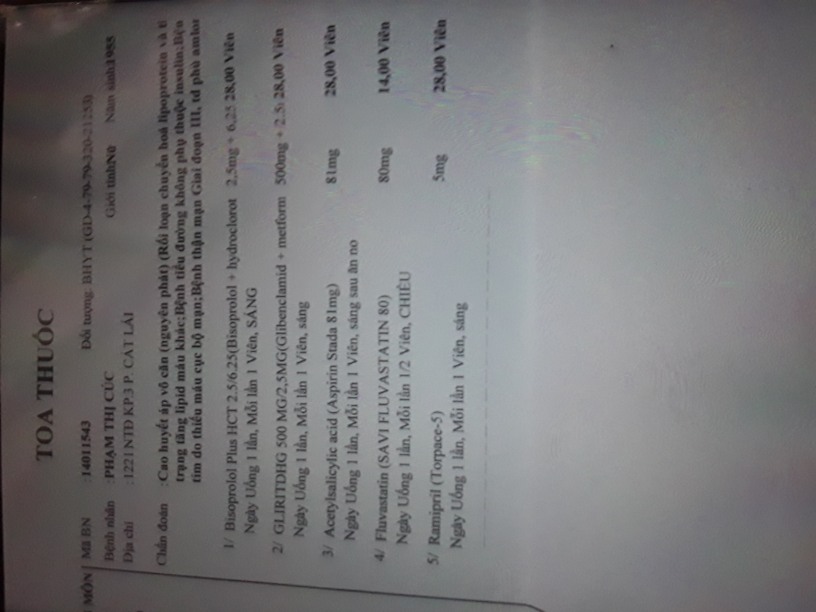 TOA THUỐC
MÔN Mã BN :14011543 Đối tượng: BHYT (GD-4-79-79-320-21253)
Bệnh nhân :PHẠM THỊ CÚC Giới tính:Nữ Năm sinh:1955
Địa chỉ :1221 NTĐ KP.3 P. CÁT LÁI
Chẩn đoán :Cao huyết áp vô căn (nguyên phát) (Rối loạn chuyển hoá lipoprotein và tì
trạng tăng lipid máu khác;Bệnh tiểu đường không phụ thuộc insulin;Bện
tim do thiếu máu cục bộ mạn;Bệnh thận mạn Giai đoạn III, td phù amlor
1/ Bisoprolol Plus HCT 2.5/6.25(Bisoprolol + hydroclorot 2,5mg + 6,25 28,00 Viên
Ngày Uống 1 lần, Mỗi lần 1 Viên, SÁNG
2/ GLIRITDHG 500 MG/2,5MG(Glibenclamid + metform 500mg + 2.5 28,00 Viên
Ngày Uống 1 lần, Mỗi lần 1 Viên, sáng
3/ Acetylsalicylic acid (Aspirin Stada 81mg) 81mg 28,00 Viên
Ngày Uống 1 lần, Mỗi lần 1 Viên, sáng sau ăn no
4/ Fluvastatin (SAVI FLUVASTATIN 80) 80mg 14,00 Viên
Ngày Uống 1 lần, Mỗi lần 1/2 Viên, CHIỀU
5/ Ramipril (Torpace-5) 5mg 28,00 Viên
Ngày Uống 1 lần, Mỗi lần 1 Viên, sáng